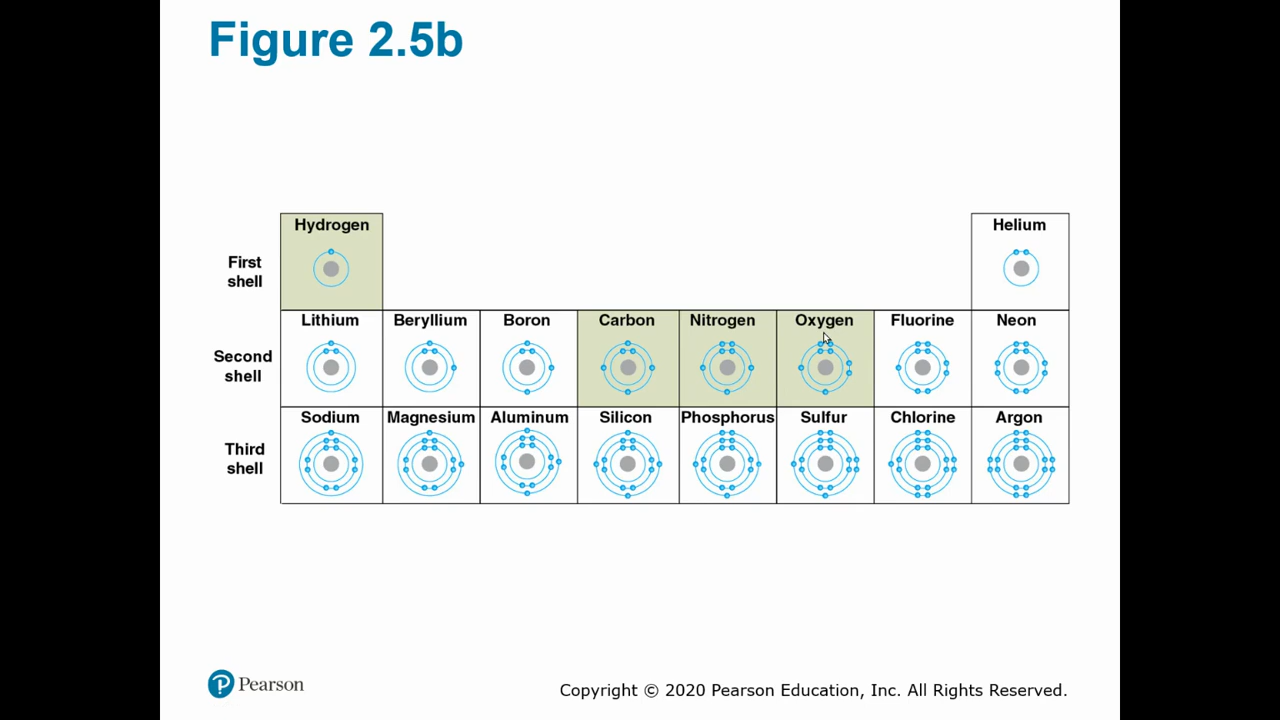 Figure 2.5b
Hydrogen
Helium
First
shell
Lithium
Beryllium
Boron
Carbon
Nitrogen
Oxygen
Fluorine
Neon
Second
shell
Sodium
Magnesium
Aluminum
Silicon
Phosphorus
Sulfur
Chlorine
Argon
Third
shell
Pearson
Copyright © 2020 Pearson Education, Inc. All Rights Reserved.